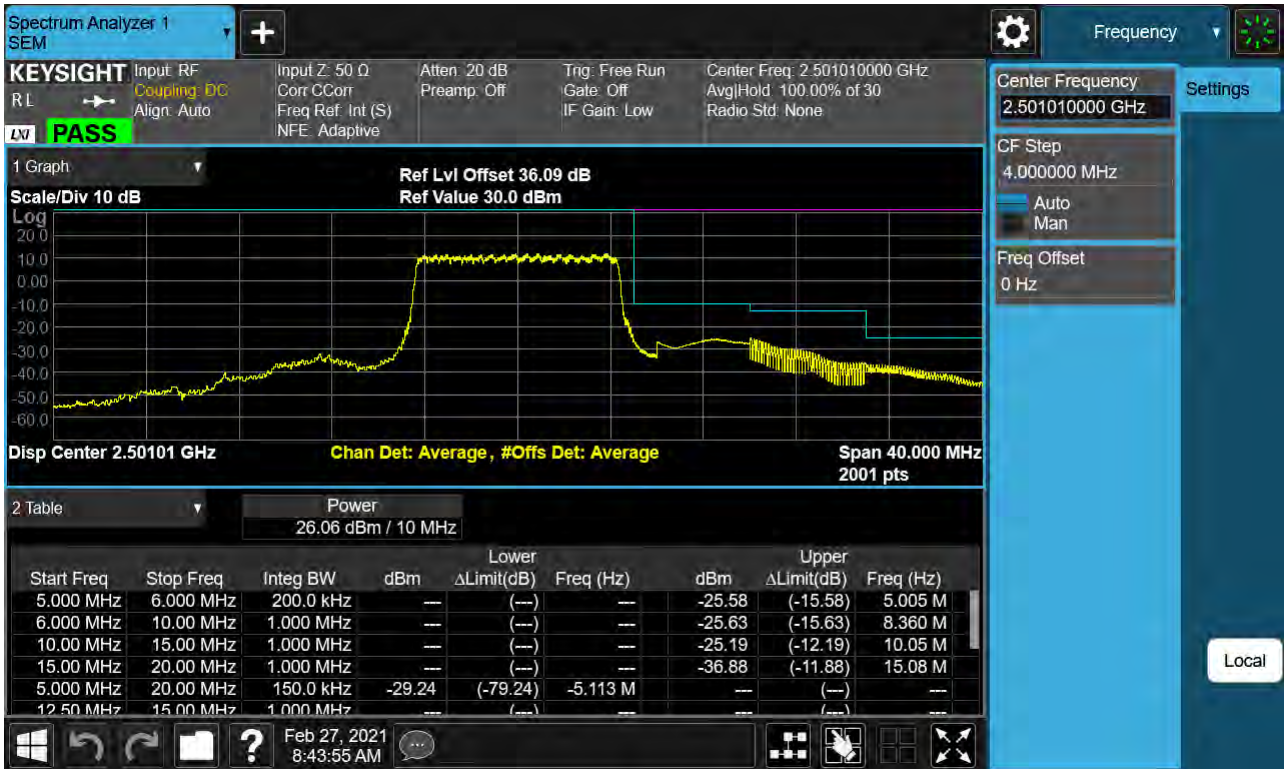 Spectrum Analyzer 1
SEM
Frequency
KEYSIGHT
R L
LXI
PASS
Input: RF
Coupling: DC
Align: Auto
Input Z: 50 Ω
Corr CCorr
Freq Ref: Int (S)
NFE: Adaptive
Atten: 20 dB
Preamp: Off
Trig: Free Run
Gate: Off
IF Gain: Low
Center Freq: 2.501010000 GHz
Avg|Hold: 100.00% of 30
Radio Std: None
Center Frequency
2.501010000 GHz
Settings
CF Step
4.000000 MHz
Auto
Man
Freq Offset
0 Hz
Local
1 Graph
Scale/Div 10 dB
Ref Lvl Offset 36.09 dB
Ref Value 30.0 dBm
Log
20.0
10.0
0.00
-10.0
-20.0
-30.0
-40.0
-50.0
-60.0
Disp Center 2.50101 GHz
Chan Det: Average, #Offs Det: Average
Span 40.000 MHz
2001 pts
2 Table
Power
26.06 dBm / 10 MHz
Lower Upper
Start Freq Stop Freq Integ BW dBm ΔLimit(dB) Freq (Hz) dBm ΔLimit(dB) Freq (Hz)
5.000 MHz 6.000 MHz 200.0 kHz --- (---) --- -25.58 (-15.58) 5.005 M
6.000 MHz 10.00 MHz 1.000 MHz --- (---) --- -25.63 (-15.63) 8.360 M
10.00 MHz 15.00 MHz 1.000 MHz --- (---) --- -25.19 (-12.19) 10.05 M
15.00 MHz 20.00 MHz 1.000 MHz --- (---) --- -36.88 (-11.88) 15.08 M
5.000 MHz 20.00 MHz 150.0 kHz -29.24 (-79.24) -5.113 M --- (---) ---
12.50 MHz 15.00 MHz 1.000 MHz --- (---) --- --- (---) ---
?
Feb 27, 2021
8:43:55 AM